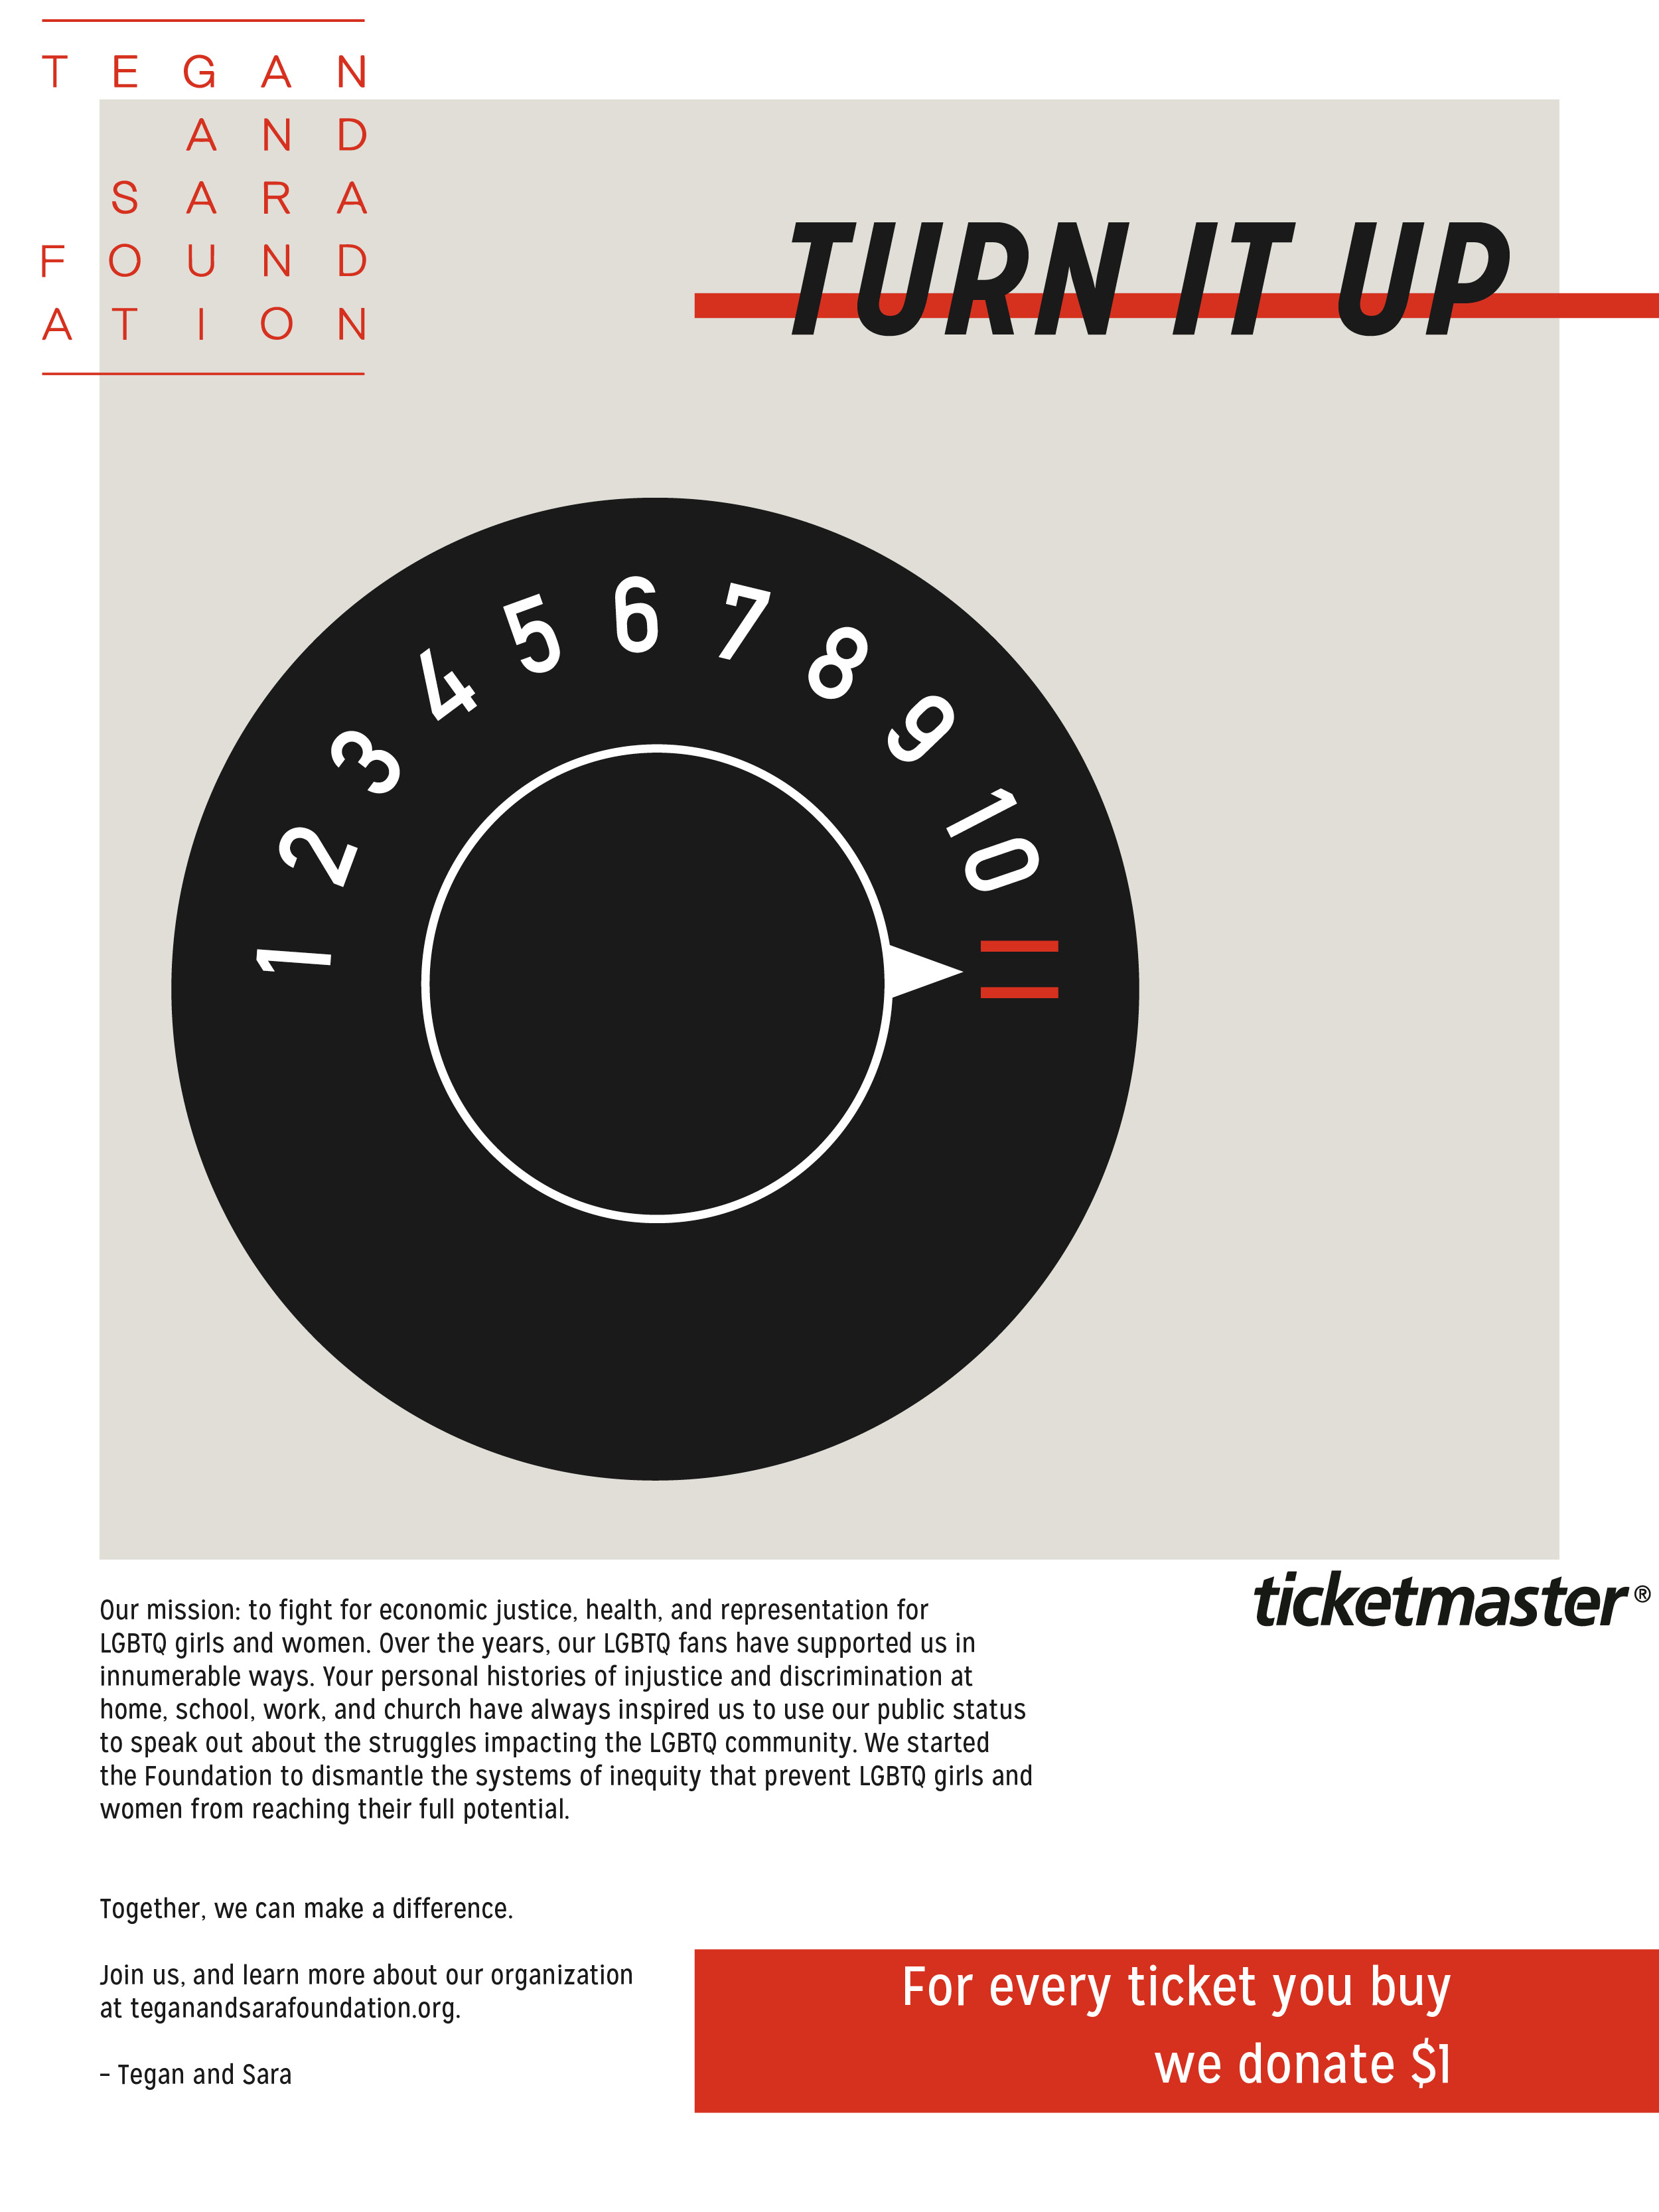 TEGAN
AND
SARA
FOUND
ATION
TURN IT UP
1 2 3 4 5 6 7 8 9 10
ticketmaster®
Our mission: to fight for economic justice, health, and representation for
LGBTQ girls and women. Over the years, our LGBTQ fans have supported us in
innumerable ways. Your personal histories of injustice and discrimination at
home, school, work, and church have always inspired us to use our public status
to speak out about the struggles impacting the LGBTQ community. We started
the Foundation to dismantle the systems of inequity that prevent LGBTQ girls and
women from reaching their full potential.
Together, we can make a difference.
Join us, and learn more about our organization
at teganandsarafoundation.org.
– Tegan and Sara
For every ticket you buy
we donate $1